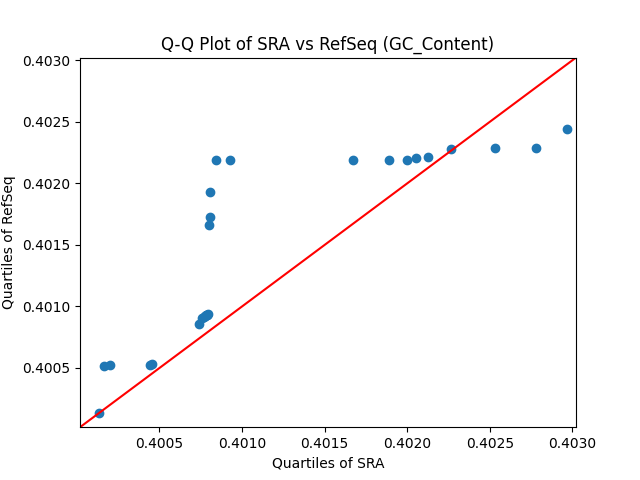 Q-Q Plot of SRA vs RefSeq (GC_Content)
Quartiles of RefSeq
0.4030
0.4025
0.4020
0.4015
0.4010
0.4005
0.4005 0.4010 0.4015 0.4020 0.4025 0.4030
Quartiles of SRA